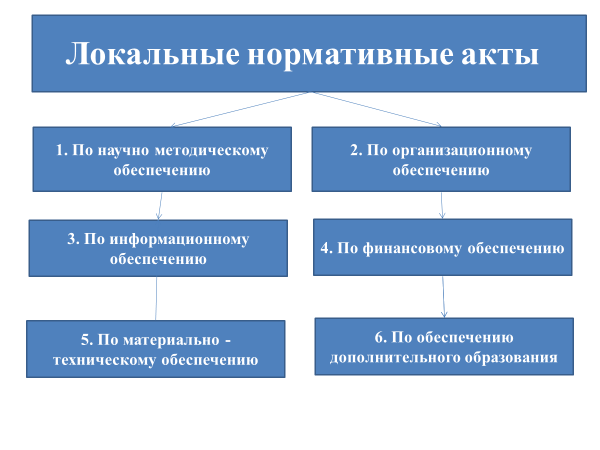 Локальные нормативные акты
1. По научно методическому
обеспечению
2. По организационному
обеспечению
3. По информационному
обеспечению
4. По финансовому обеспечению
5. По материально -
техническому обеспечению
6. По обеспечению
дополнительного образования